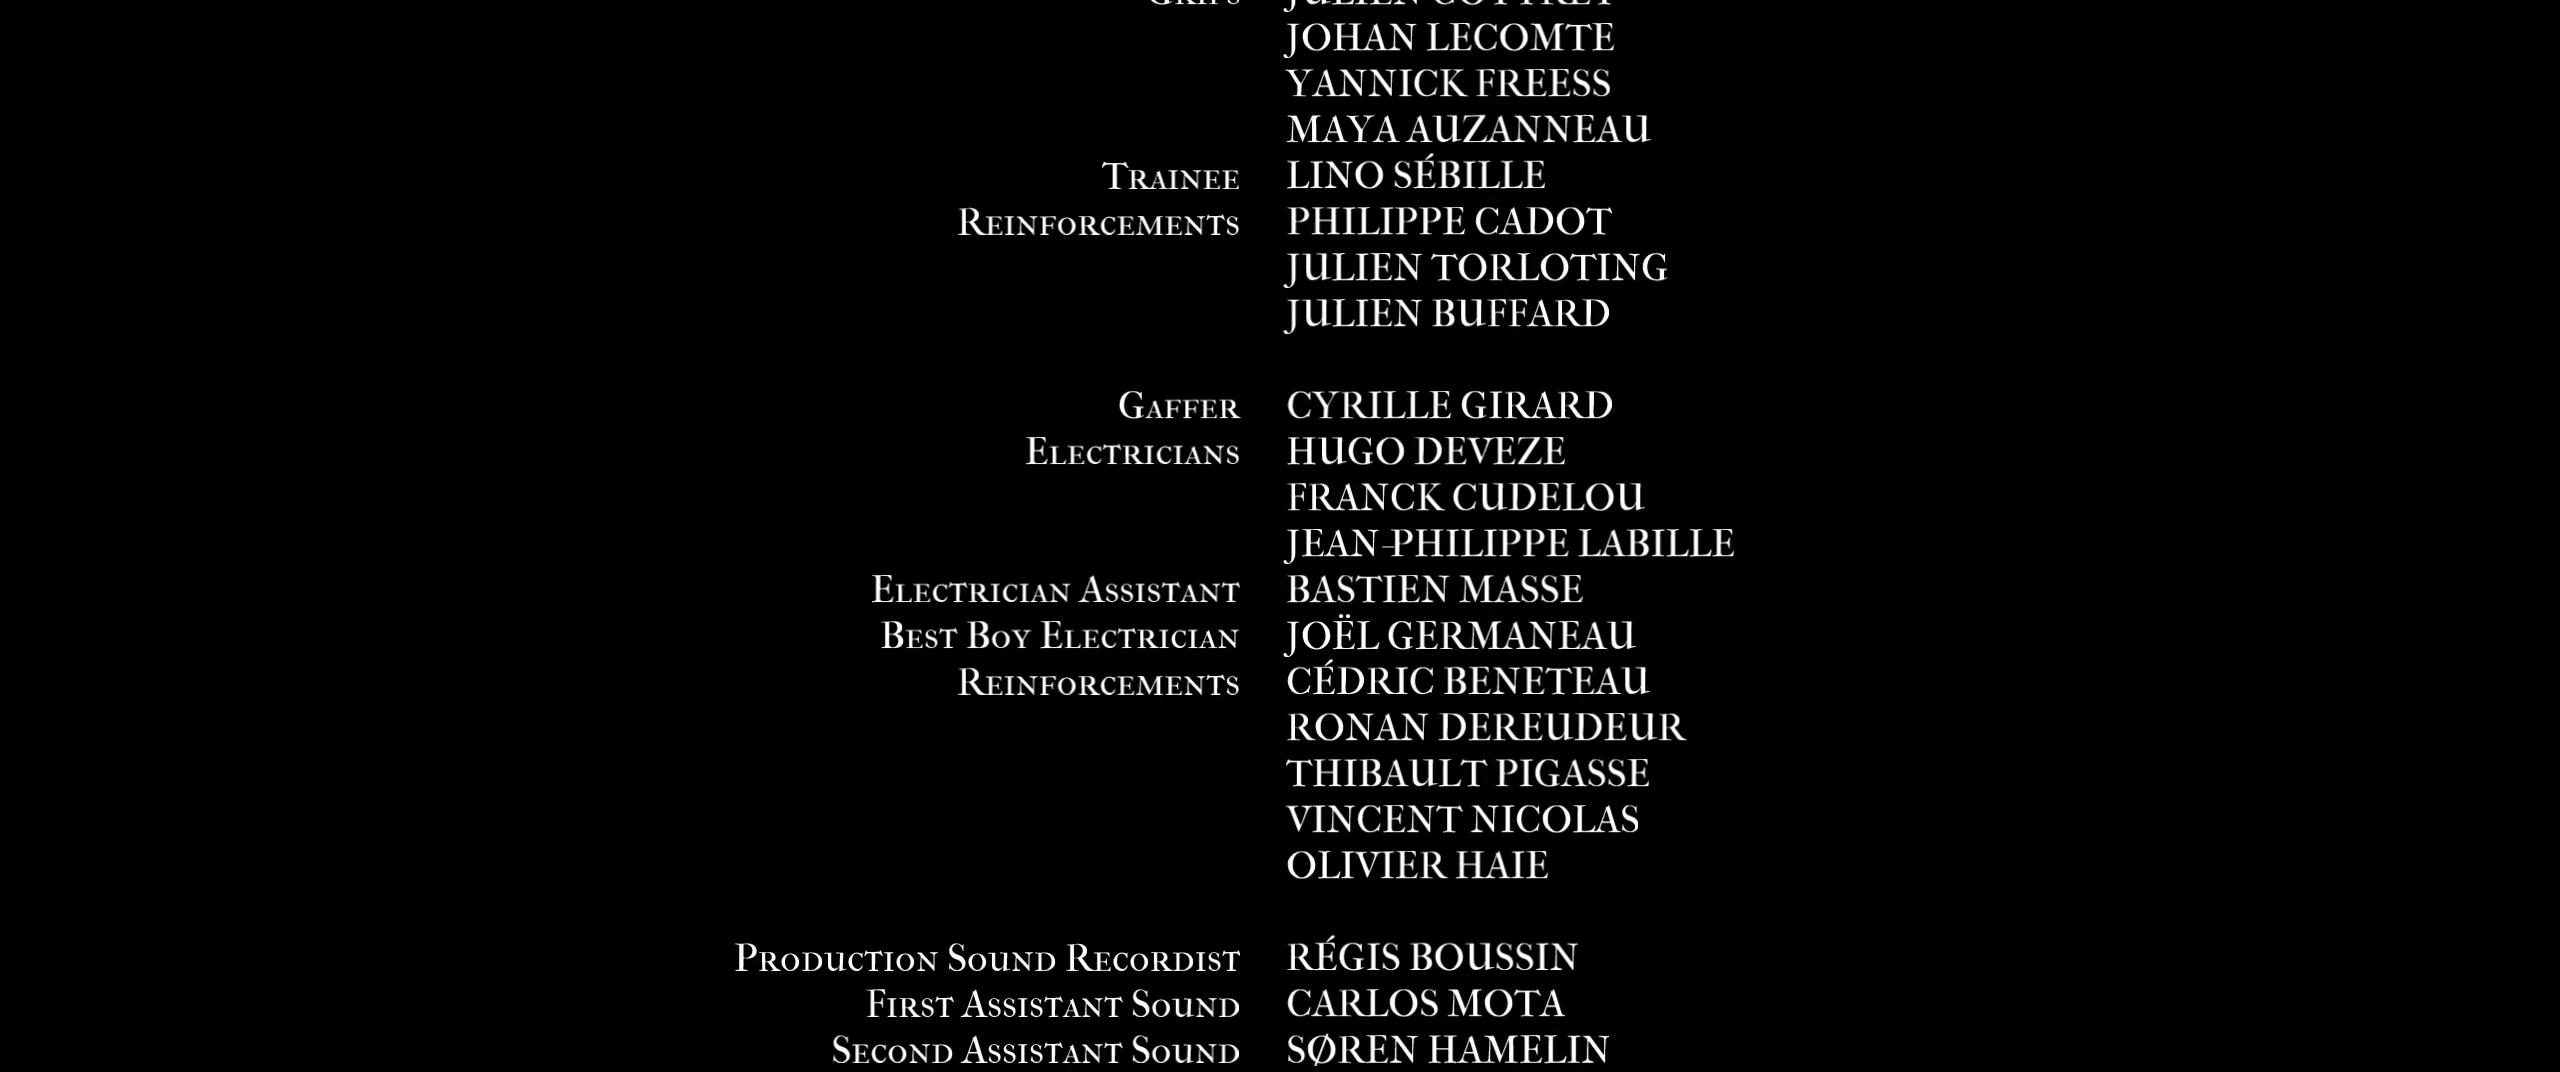 JOHAN LECOMTE
YANNICK FREESS
MAYA AUZANNEAU
TRAINEE LINO SÉBILLE
REINFORCEMENTS PHILIPPE CADOT
JULIEN TORLOTING
JULIEN BUFFARD
GAFFER CYRILLE GIRARD
ELECTRICIANS HUGO DEVEZE
FRANCK CUDELOU
JEAN-PHILIPPE LABILLE
ELECTRICIAN ASSISTANT BASTIEN MASSE
BEST BOY ELECTRICIAN JOËL GERMANEAU
REINFORCEMENTS CÉDRIC BENETEAU
RONAN DEREUDEUR
THIBAULT PIGASSE
VINCENT NICOLAS
OLIVIER HAIE
PRODUCTION SOUND RECORDIST RÉGIS BOUSSIN
FIRST ASSISTANT SOUND CARLOS MOTA
SECOND ASSISTANT SOUND SØREN HAMELIN